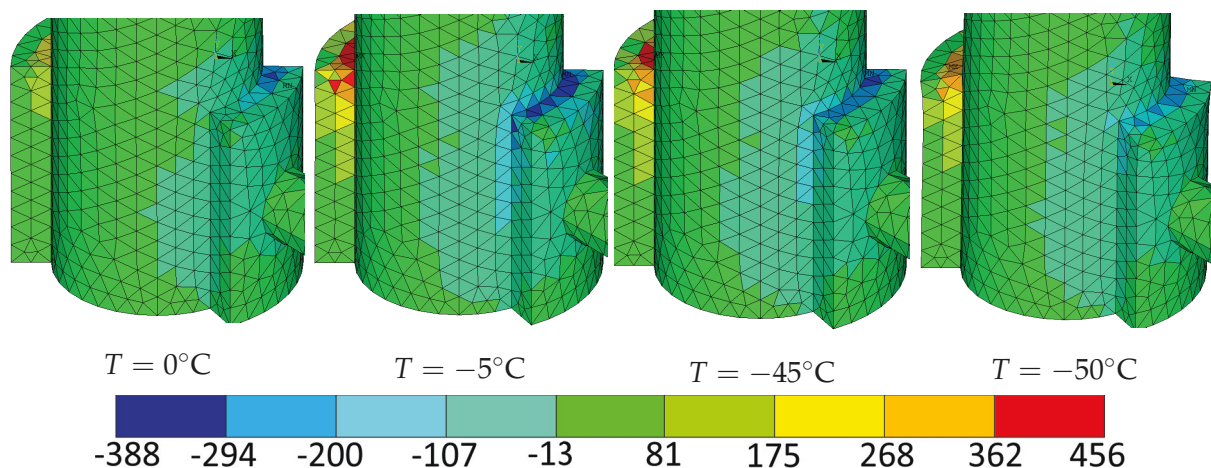 T = 0°C T = −5°C T = −45°C T = −50°C
-388 -294 -200 -107 -13 81 175 268 362 456